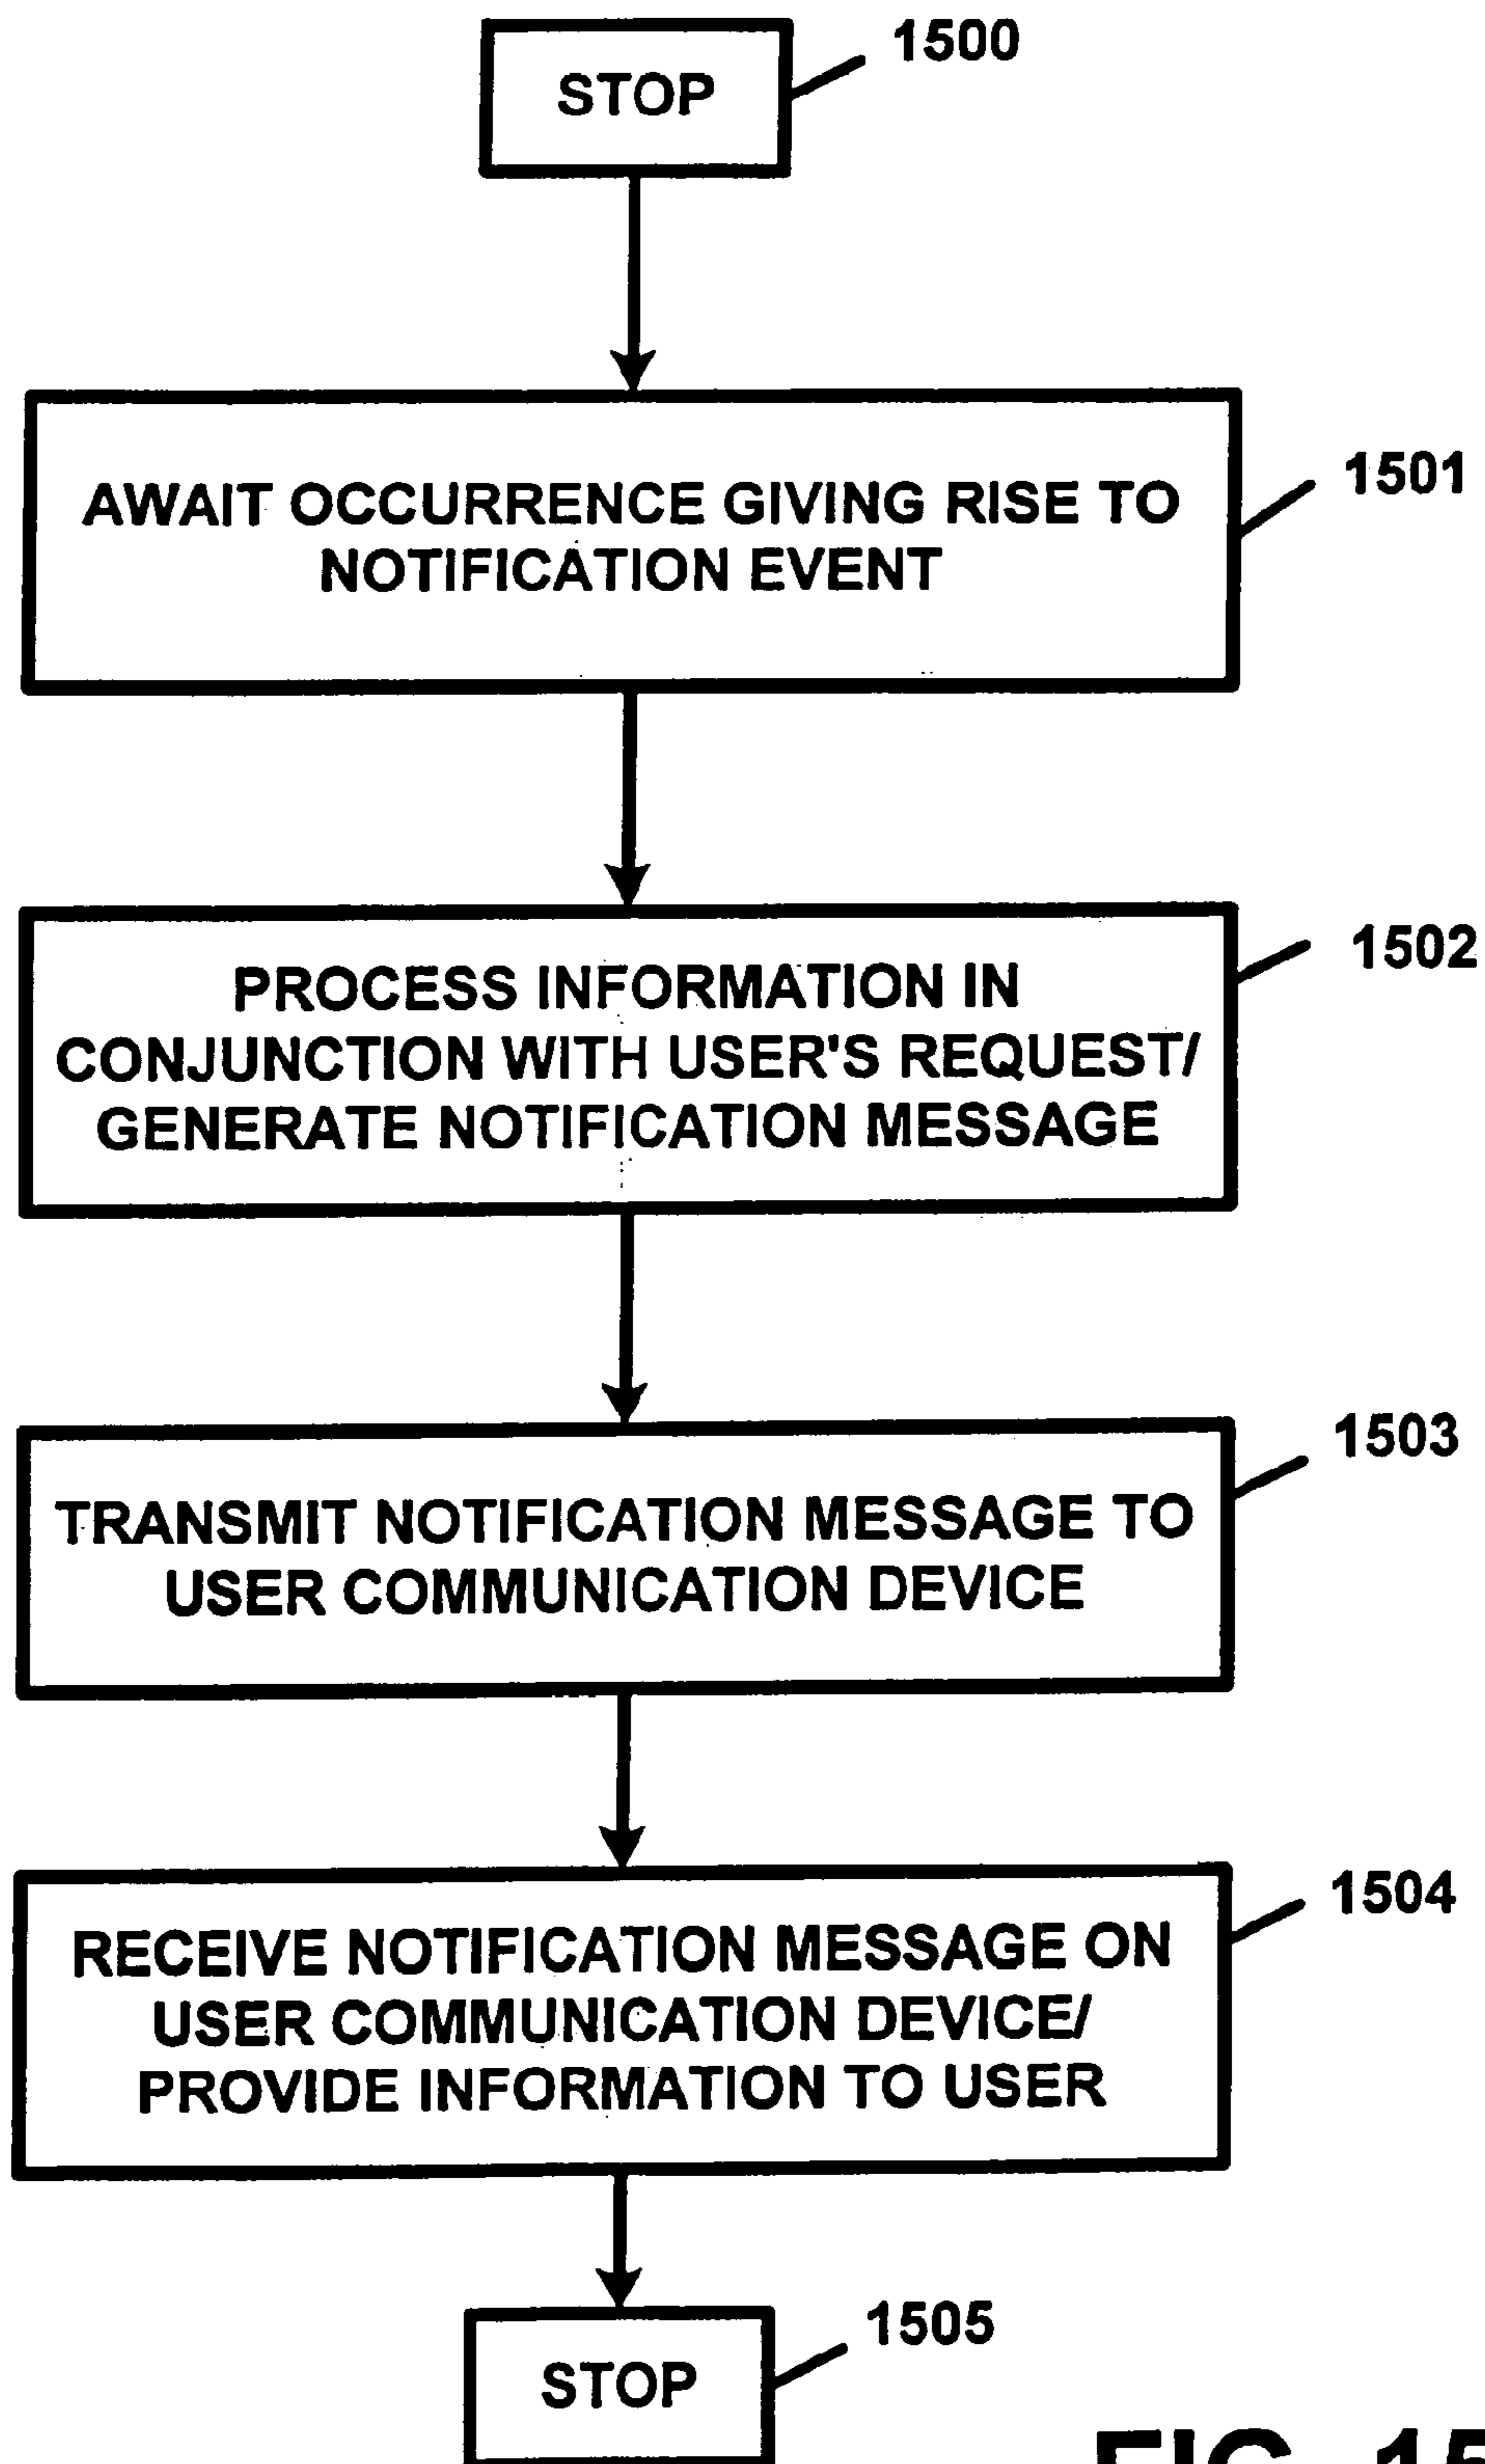 1500
STOP
1501
AWAIT OCCURRENCE GIVING RISE TO
NOTIFICATION EVENT
1502
PROCESS INFORMATION IN
CONJUNCTION WITH USER'S REQUEST/
GENERATE NOTIFICATION MESSAGE
1503
TRANSMIT NOTIFICATION MESSAGE TO
USER COMMUNICATION DEVICE
1504
RECEIVE NOTIFICATION MESSAGE ON
USER COMMUNICATION DEVICE/
PROVIDE INFORMATION TO USER
1505
STOP
FIG. 15